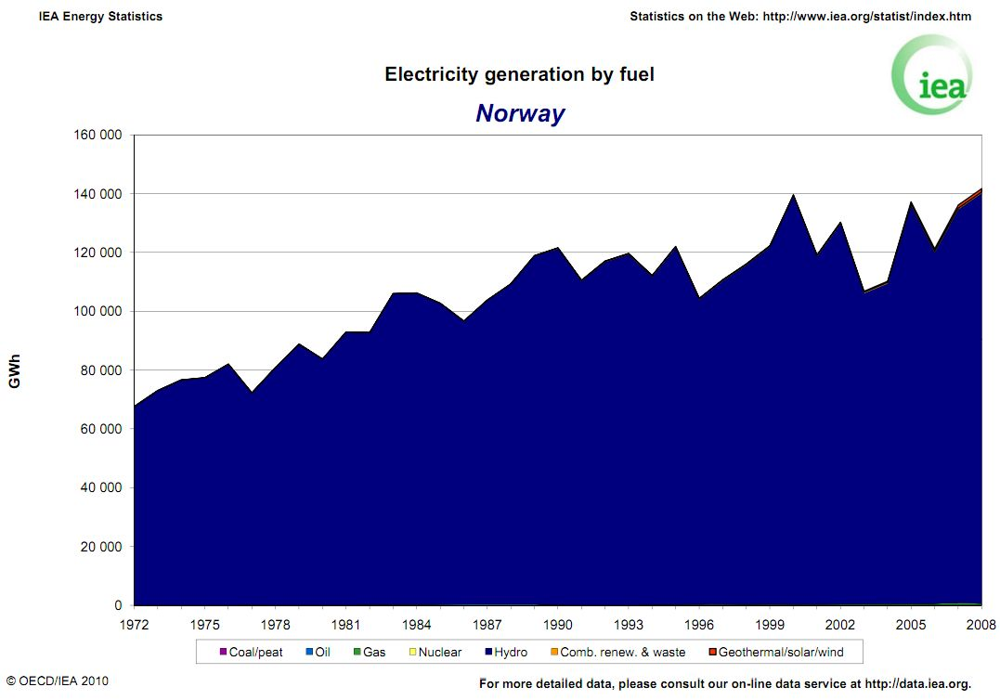 IEA Energy Statistics
Statistics on the Web: http://www.iea.org/statist/index.htm
iea
Electricity generation by fuel
Norway
GWh
160 000
140 000
120 000
100 000
80 000
60 000
40 000
20 000
0
1972 1975 1978 1981 1984 1987 1990 1993 1996 1999 2002 2005 2008
Coal/peat Oil Gas Nuclear Hydro Comb. renew. & waste Geothermal/solar/wind
© OECD/IEA 2010
For more detailed data, please consult our on-line data service at http://data.iea.org.